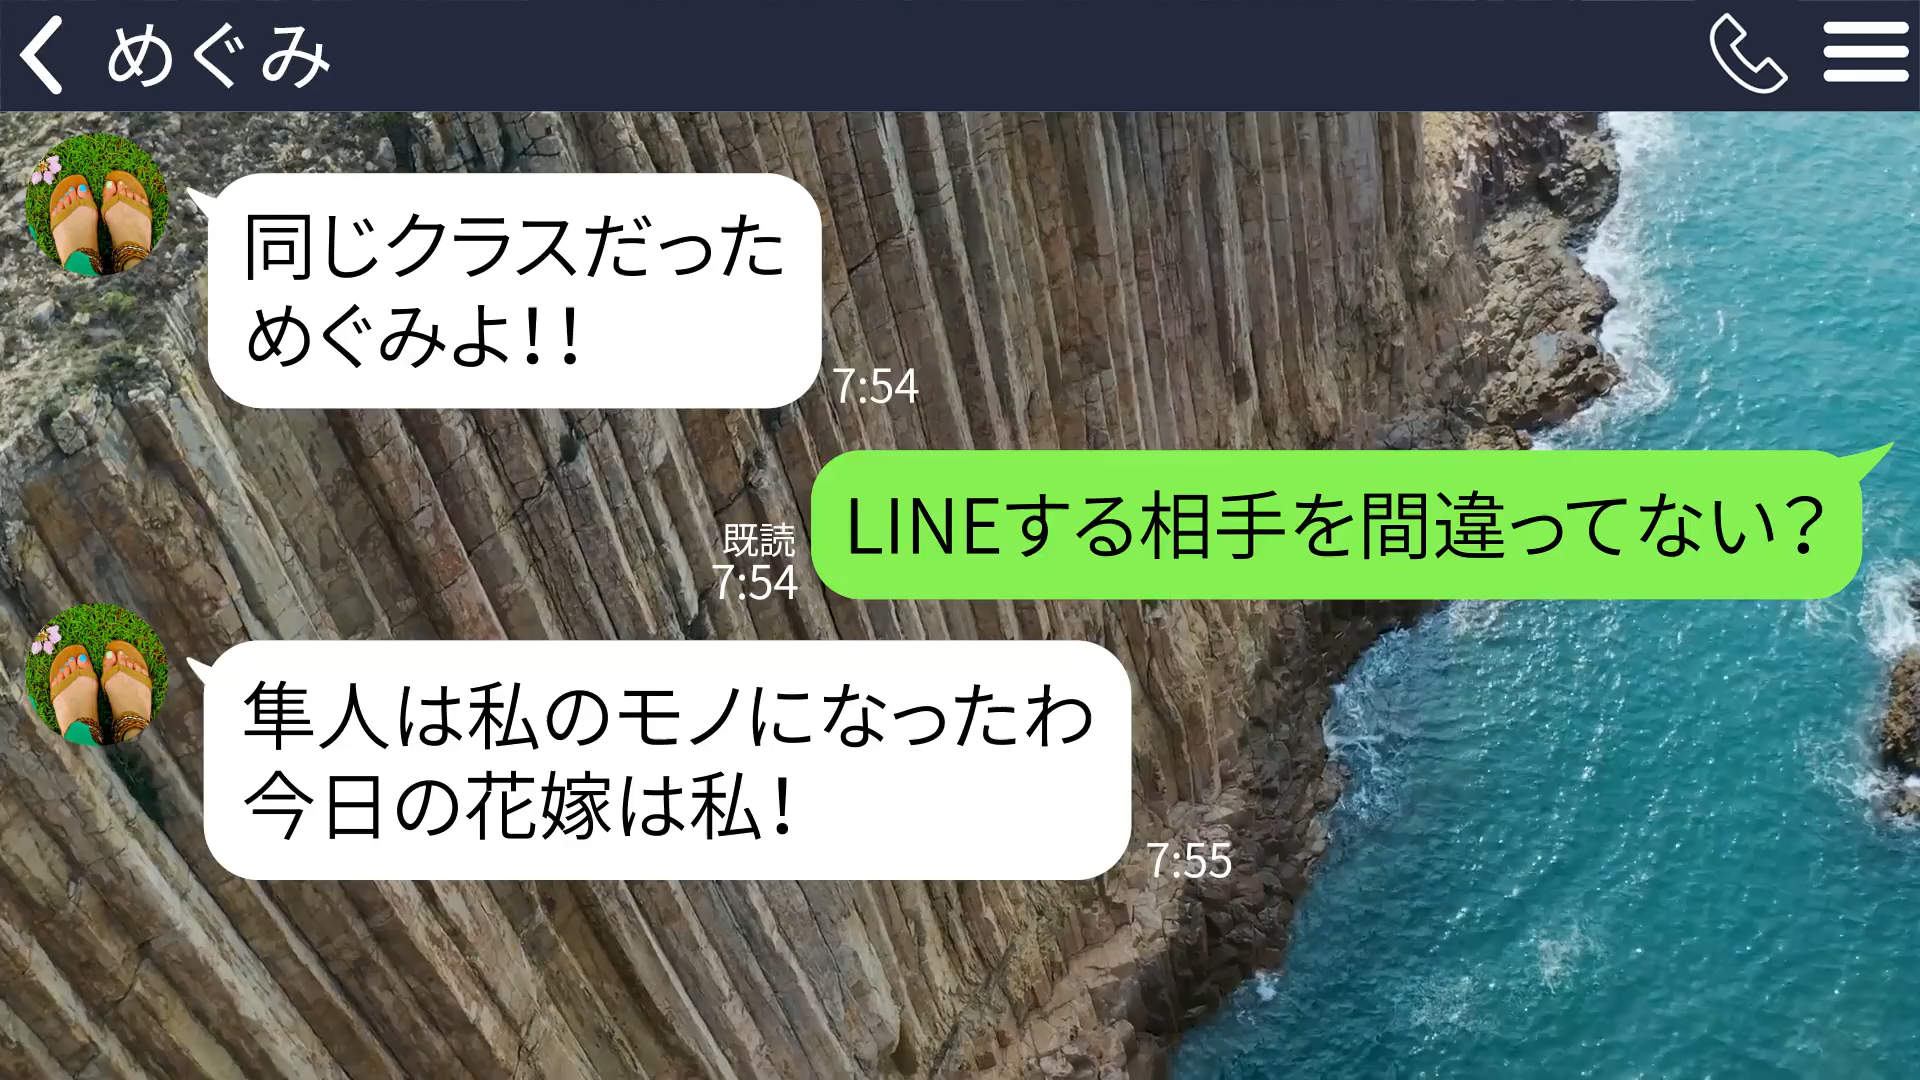 めぐみ
同じクラスだった
めぐみよ！！
7:54
LINEする相手を間違ってない？
既読
7:54
隼人は私のモノになったわ
今日の花嫁は私！
7:55